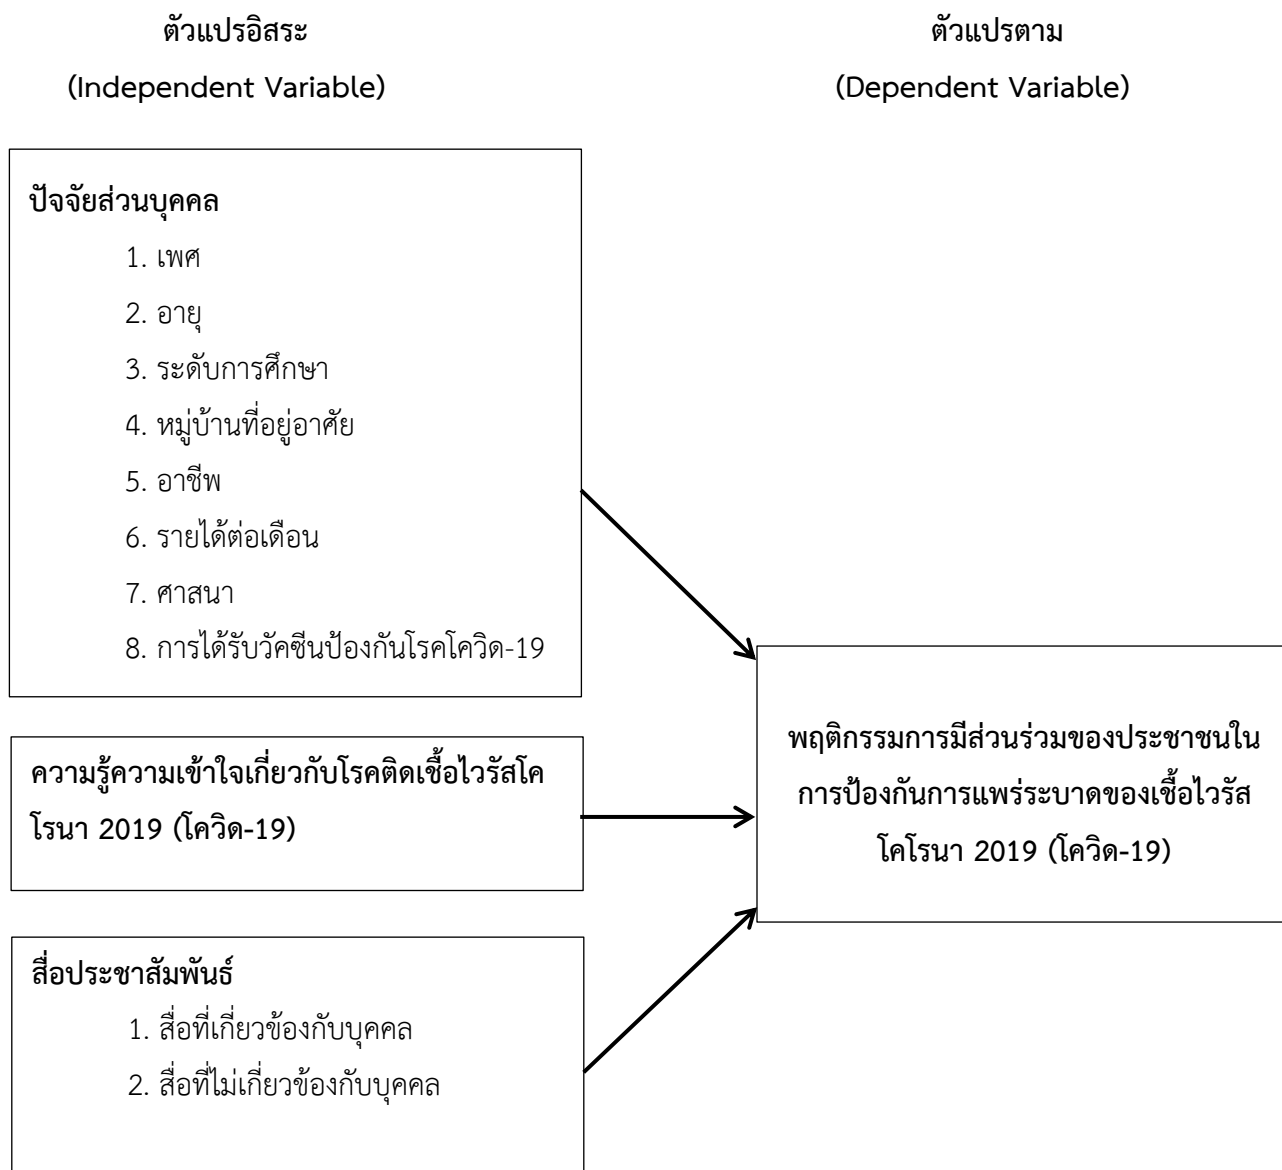 ตัวแปรอิสระ
(Independent Variable)
ตัวแปรตาม
(Dependent Variable)
ปัจจัยส่วนบุคคล
1. เพศ
2. อายุ
3. ระดับการศึกษา
4. หมู่บ้านที่อยู่อาศัย
5. อาชีพ
6. รายได้ต่อเดือน
7. ศาสนา
8. การได้รับวัคซีนป้องกันโรคโควิด-19
ความรู้ความเข้าใจเกี่ยวกับโรคติดเชื้อไวรัสโค
โรนา 2019 (โควิด-19)
สื่อประชาสัมพันธ์
1. สื่อที่เกี่ยวข้องกับบุคคล
2. สื่อที่ไม่เกี่ยวข้องกับบุคคล
พฤติกรรมการมีส่วนร่วมของประชาชนใน
การป้องกันการแพร่ระบาดของเชื้อไวรัส
โคโรนา 2019 (โควิด-19)